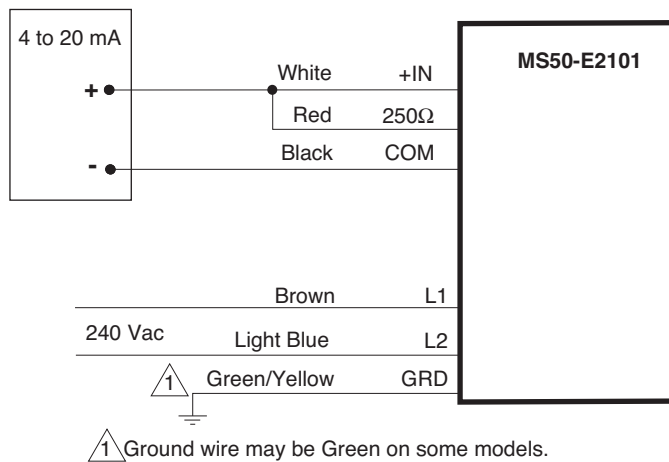 4 to 20 mA
MS50-E2101
+ White +IN
Red 250Ω
- Black COM
Brown L1
240 Vac
Light Blue L2
1 Green/Yellow GRD
1 Ground wire may be Green on some models.